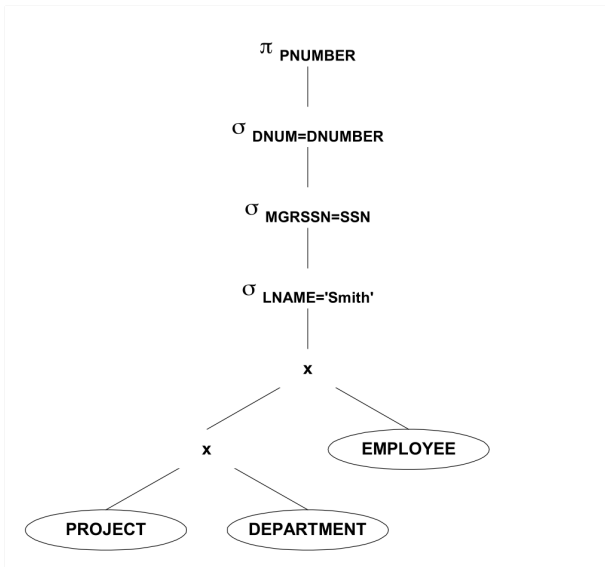 π PNUMBER
σ DNUM=DNUMBER
σ MGRSSN=SSN
σ LNAME='Smith'
x
x
EMPLOYEE
PROJECT
DEPARTMENT